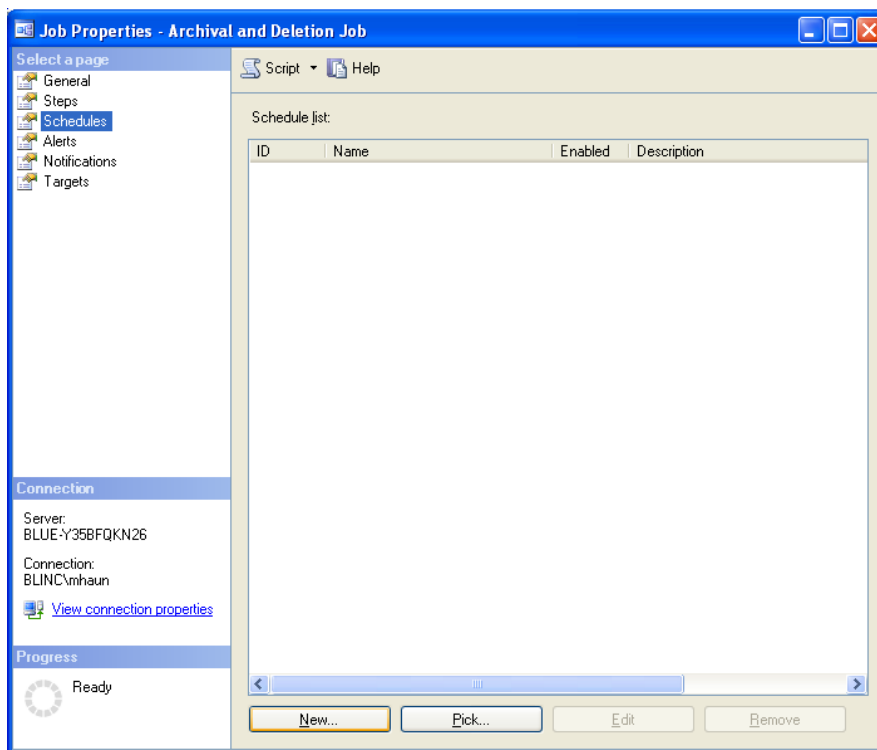 Job Properties - Archival and Deletion Job
Select a page
General
Steps
Schedules
Alerts
Notifications
Targets
Script Help
Schedule list:
ID Name Enabled Description
Connection
Server:
BLUE-Y35BFQKN26
Connection:
BLINC\mhaun
View connection properties
Progress
Ready
New... Pick... Edit Remove